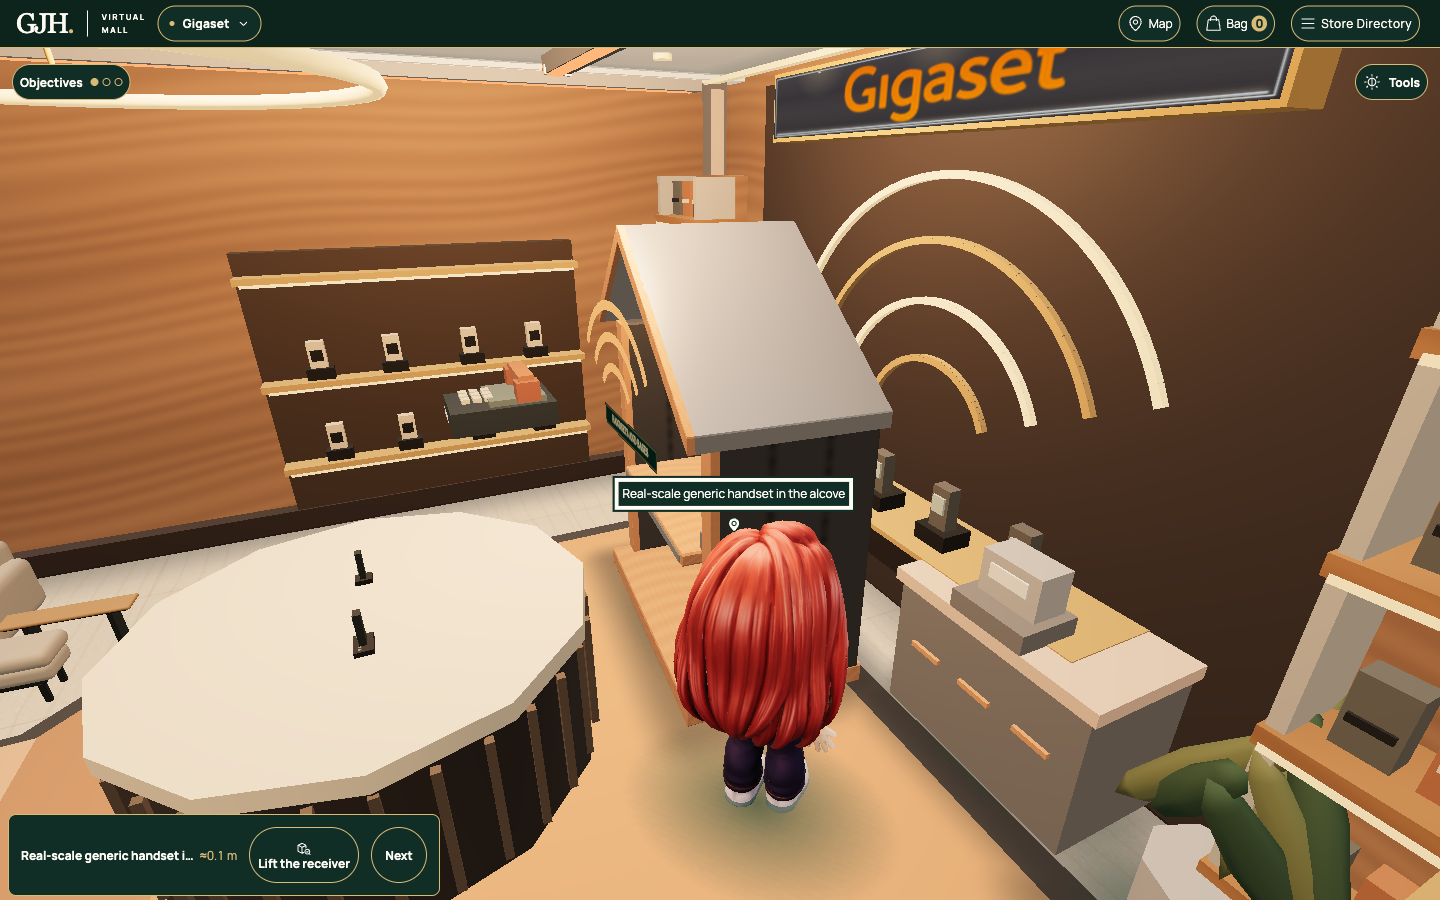 GJH.
VIRTUAL
MALL
Gigaset
Map
Bag 0
Store Directory
Objectives
Tools
Gigaset
Real-scale generic handset in the alcove
Real-scale generic handset i... ≈0.1 m
Lift the receiver
Next